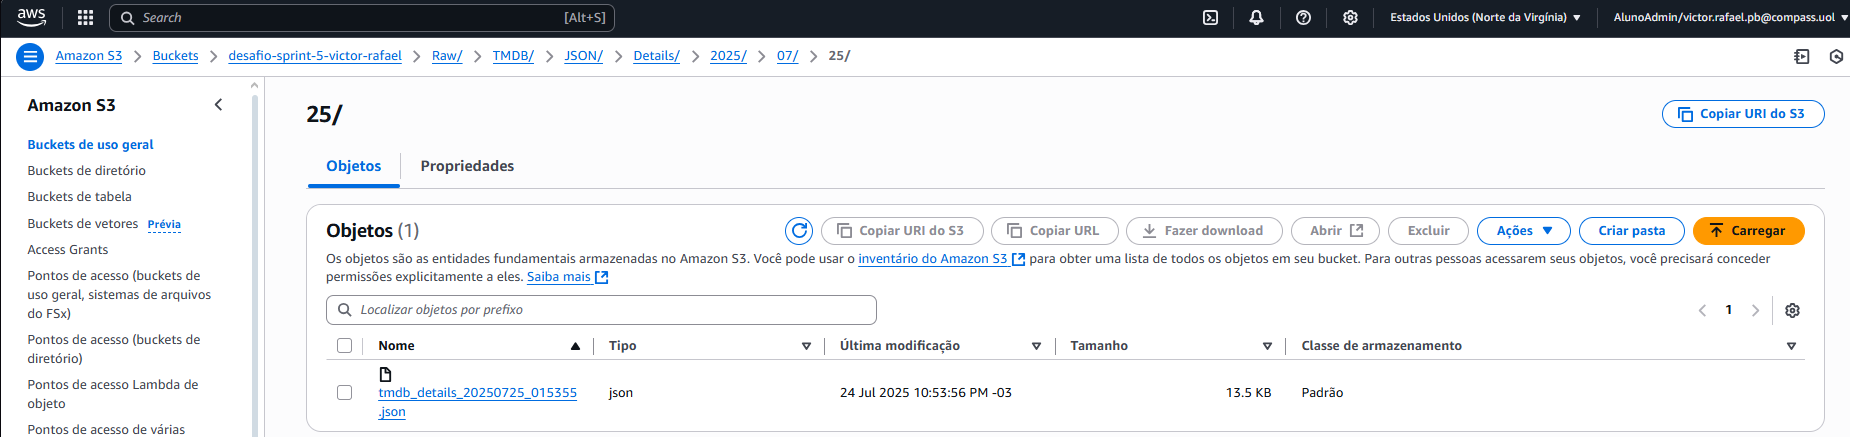 aws
Search [Alt+S]
Estados Unidos (Norte da Virgínia)
AlunoAdmin/victor.rafael.pb@compass.uol
Amazon S3 > Buckets > desafio-sprint-5-victor-rafael > Raw/ > TMDB/ > JSON/ > Details/ > 2025/ > 07/ > 25/
Amazon S3
Buckets de uso geral
Buckets de diretório
Buckets de tabela
Buckets de vetores Prévia
Access Grants
Pontos de acesso (buckets de
uso geral, sistemas de arquivos
do FSx)
Pontos de acesso (buckets de
diretório)
Pontos de acesso Lambda de
objeto
Pontos de acesso de várias
25/
Copiar URI do S3
Objetos
Propriedades
Objetos (1)
Copiar URI do S3
Copiar URL
Fazer download
Abrir
Excluir
Ações
Criar pasta
Carregar
Os objetos são as entidades fundamentais armazenadas no Amazon S3. Você pode usar o inventário do Amazon S3 para obter uma lista de todos os objetos em seu bucket. Para outras pessoas acessarem seus objetos, você precisará conceder
permissões explicitamente a eles. Saiba mais
Localizar objetos por prefixo
1
Nome Tipo Última modificação Tamanho Classe de armazenamento
tmdb_details_20250725_015355
.json
json 24 Jul 2025 10:53:56 PM -03 13.5 KB Padrão